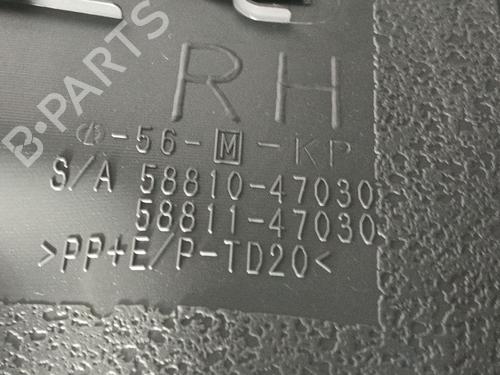 B-PARTS
RH
-56-M-KP
S/A 58810-47030
58811-47030
>PP+E/P-TD20<